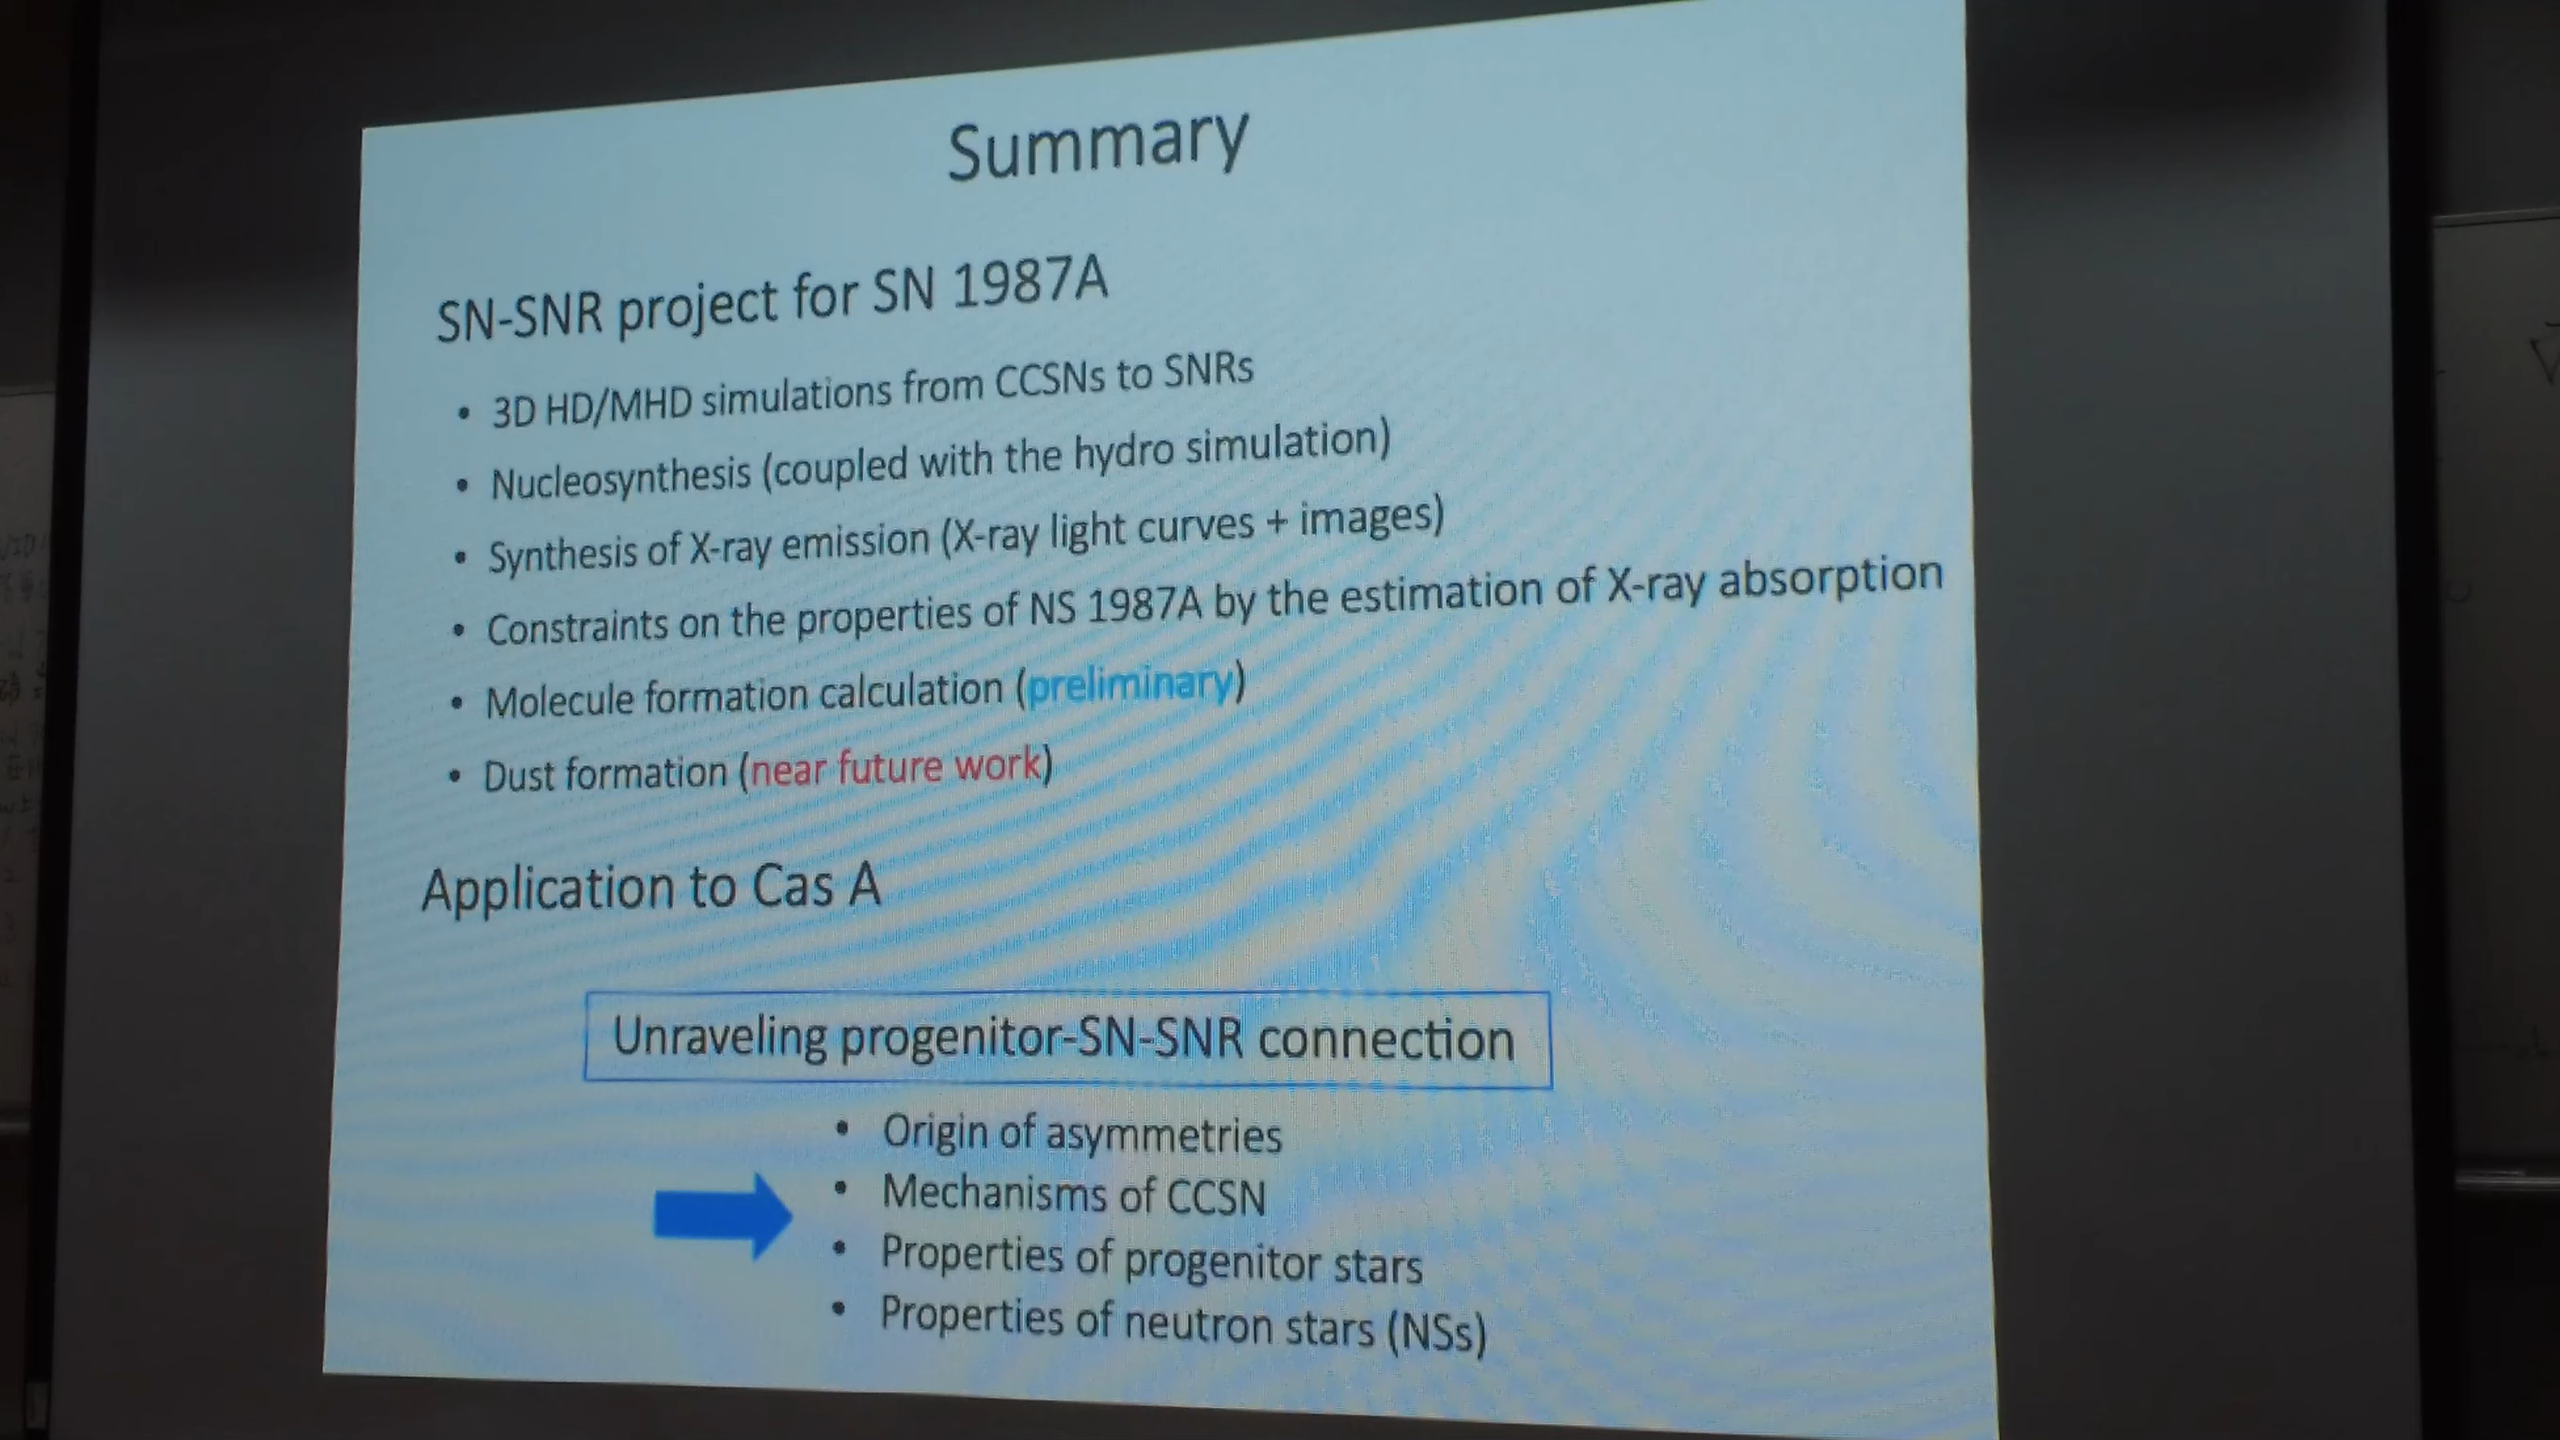 Summary
SN-SNR project for SN 1987A
• 3D HD/MHD simulations from CCSNs to SNRs
• Nucleosynthesis (coupled with the hydro simulation)
• Synthesis of X-ray emission (X-ray light curves + images)
• Constraints on the properties of NS 1987A by the estimation of X-ray absorption
• Molecule formation calculation (preliminary)
• Dust formation (near future work)
Application to Cas A
Unraveling progenitor-SN-SNR connection
• Origin of asymmetries
• Mechanisms of CCSN
• Properties of progenitor stars
• Properties of neutron stars (NSs)